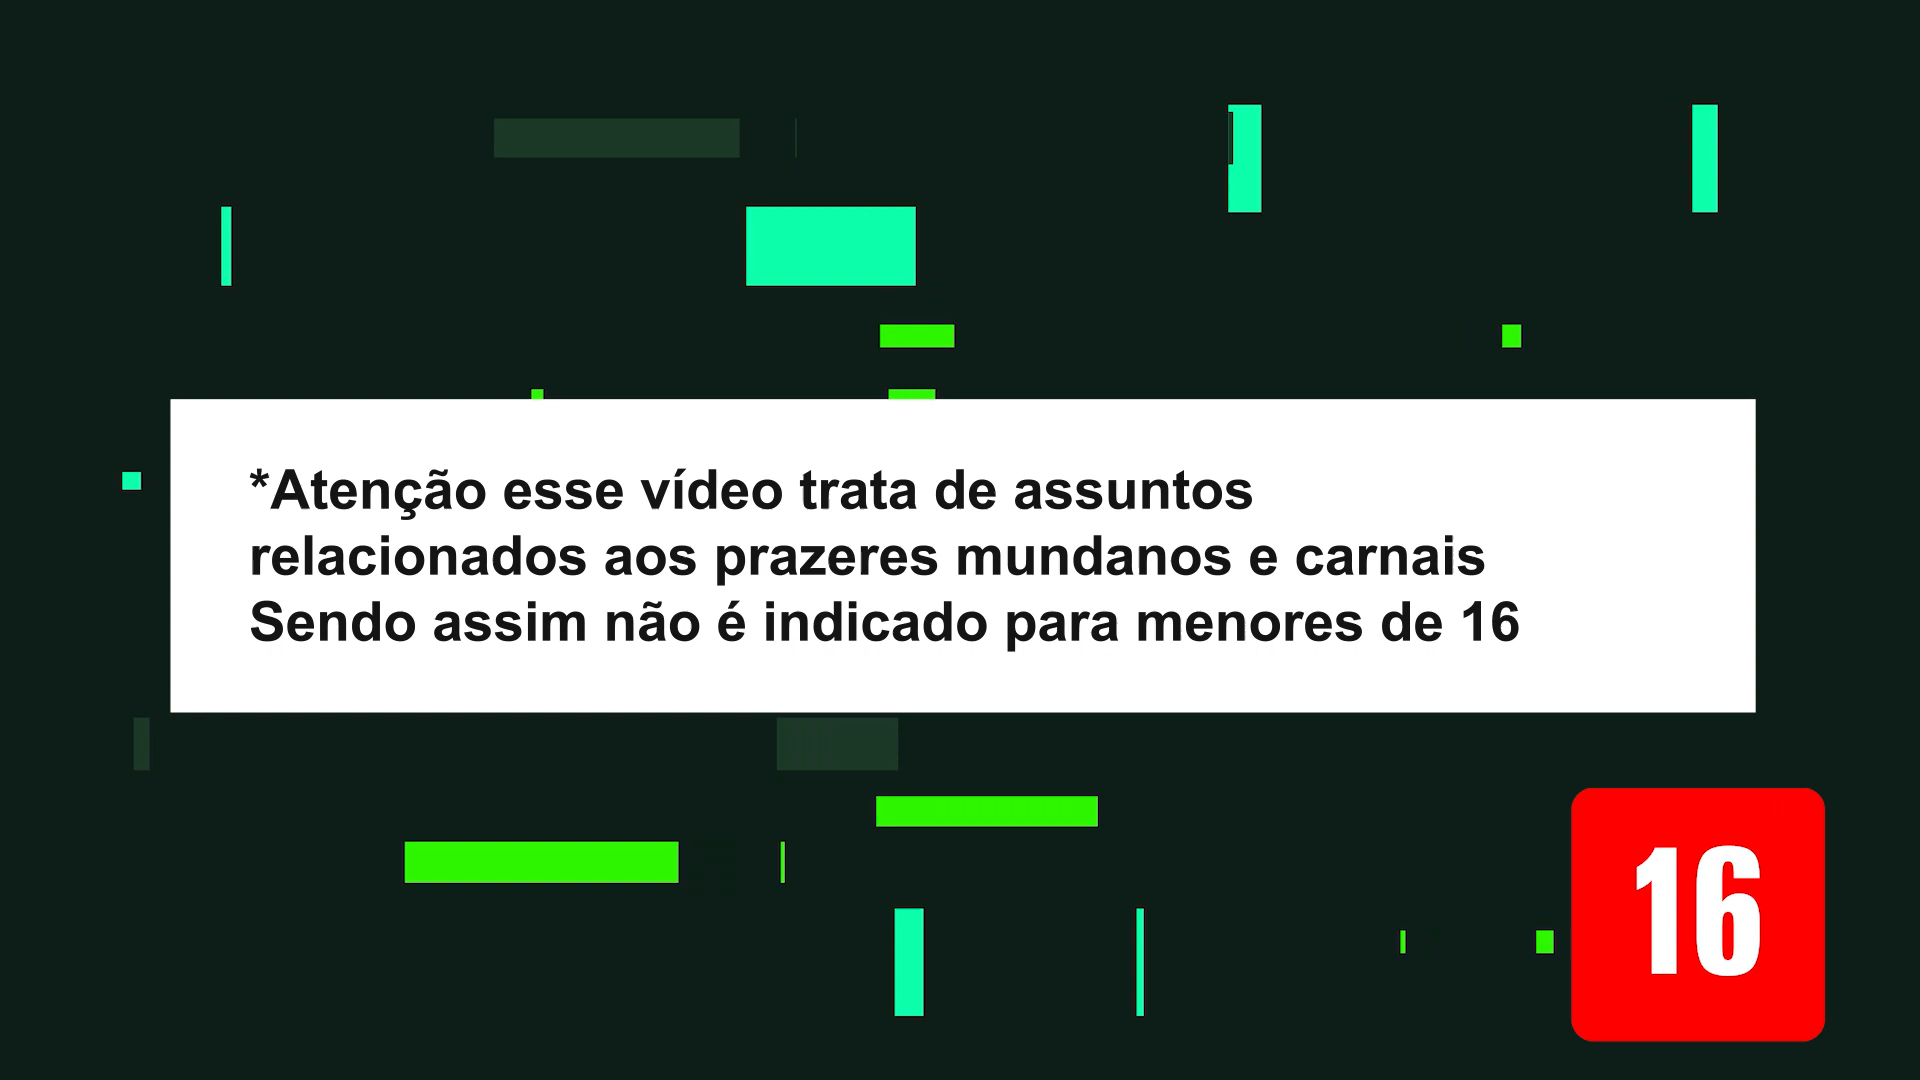 *Atenção esse vídeo trata de assuntos
relacionados aos prazeres mundanos e carnais
Sendo assim não é indicado para menores de 16
16